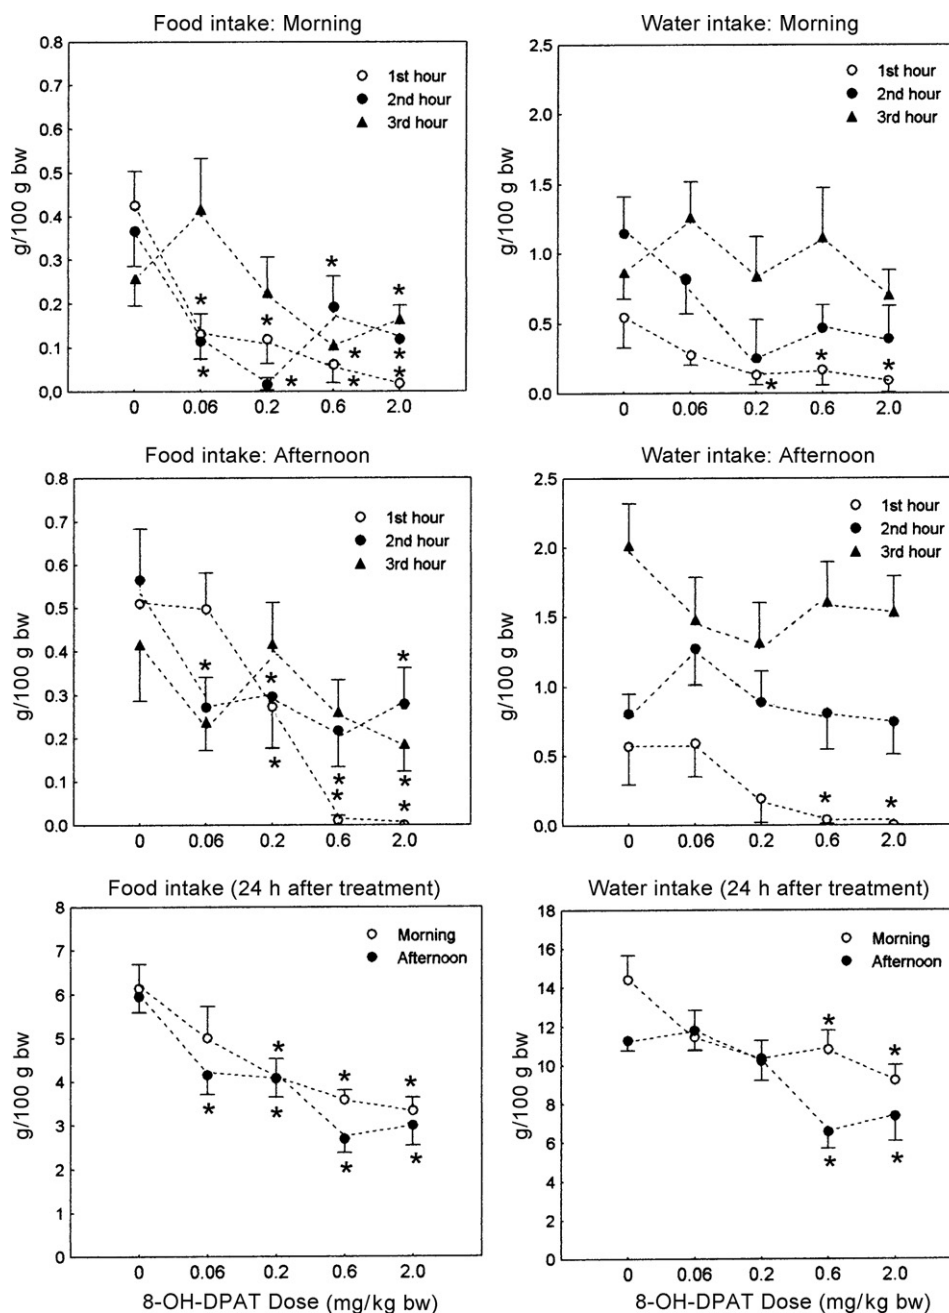 Food intake: Morning
0.8
0.7
0.6
0.5
0.4
0.3
0.2
0.1
0,0
g/100 g bw
1st hour
2nd hour
3rd hour
* * * * * * * * *
0 0.06 0.2 0.6 2.0
Water intake: Morning
2.5
2.0
1.5
1.0
0.5
0.0
g/100 g bw
1st hour
2nd hour
3rd hour
* * *
0 0.06 0.2 0.6 2.0
Food intake: Afternoon
0.8
0.7
0.6
0.5
0.4
0.3
0.2
0.1
0.0
g/100 g bw
1st hour
2nd hour
3rd hour
* * * * * * * *
0 0.06 0.2 0.6 2.0
Water intake: Afternoon
2.5
2.0
1.5
1.0
0.5
0.0
g/100 g bw
1st hour
2nd hour
3rd hour
* *
0 0.06 0.2 0.6 2.0
Food intake (24 h after treatment)
8
7
6
5
4
3
2
1
0
g/100 g bw
Morning
Afternoon
* * * * * * *
0 0.06 0.2 0.6 2.0
8-OH-DPAT Dose (mg/kg bw)
Water intake (24 h after treatment)
18
16
14
12
10
8
6
4
2
0
g/100 g bw
Morning
Afternoon
* * * *
0 0.06 0.2 0.6 2.0
8-OH-DPAT Dose (mg/kg bw)